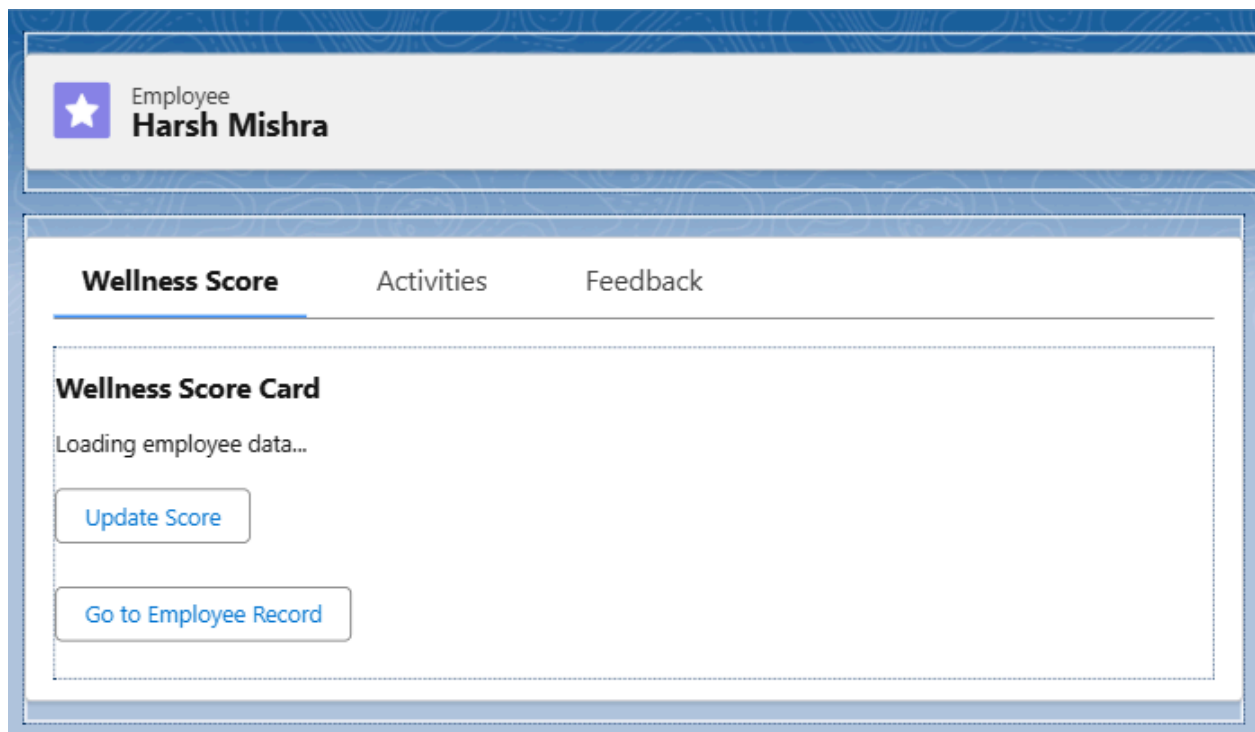 Employee
Harsh Mishra
Wellness Score Activities Feedback
Wellness Score Card
Loading employee data...
Update Score
Go to Employee Record